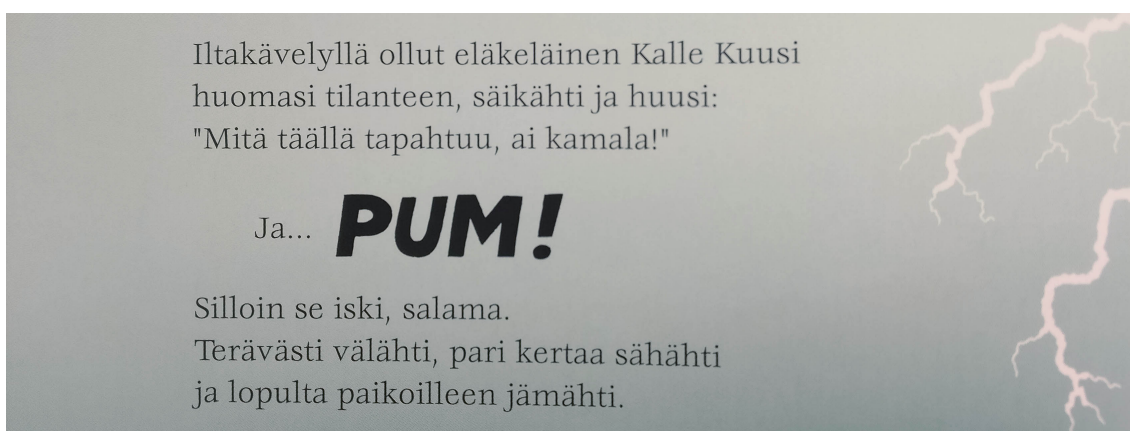 Iltakävelyllä ollut eläkeläinen Kalle Kuusi
huomasi tilanteen, säikähti ja huusi:
"Mitä täällä tapahtuu, ai kamala!"
Ja... PUM!
Silloin se iski, salama.
Terävästi välähti, pari kertaa sähähti
ja lopulta paikoilleen jämähti.